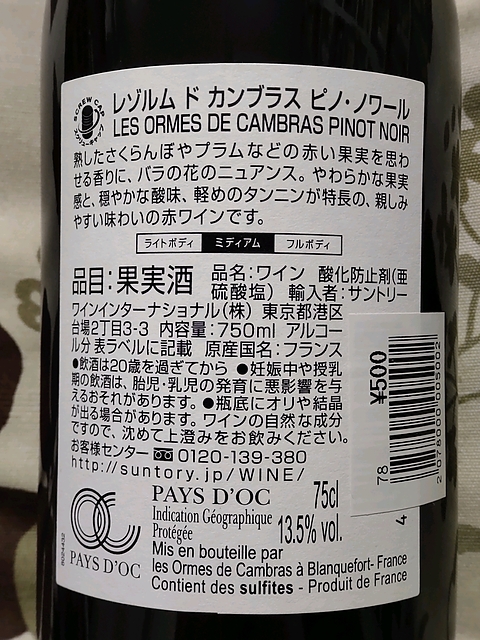 SCREW CAP
レゾルム ド カンブラス ピノ・ノワール
LES ORMES DE CAMBRAS PINOT NOIR
熟したさくらんぼやプラムなどの赤い果実を思わ
せる香りに、バラの花のニュアンス。やわらかな果実
感と、穏やかな酸味、軽めのタンニンが特長の、親しみ
やすい味わいの赤ワインです。
ライトボディ ミディアム フルボディ
品目:果実酒 品名:ワイン 酸化防止剤(亜
硫酸塩) 輸入者:サントリー
ワインインターナショナル(株) 東京都港区
台場2丁目3-3 内容量:750ml アルコー
ル分 表ラベルに記載 原産国名:フランス
●飲酒は20歳を過ぎてから ●妊娠中や授乳
期の飲酒は、胎児・乳児の発育に悪影響を与
えるおそれがあります。●瓶底にオリや結晶
が出る場合があります。ワインの自然な成分
ですので、沈めて上澄みをお飲みください。
お客様センター 0120-139-380
http://suntory.jp/WINE/
PAYS D'OC 75cl
Indication Géographique
Protégée 13.5% vol.
Mis en bouteille par
les Ormes de Cambras à Blanquefort- France
Contient des sulfites - Produit de France
PAYS D'OC
¥500
78
2078000005002
4